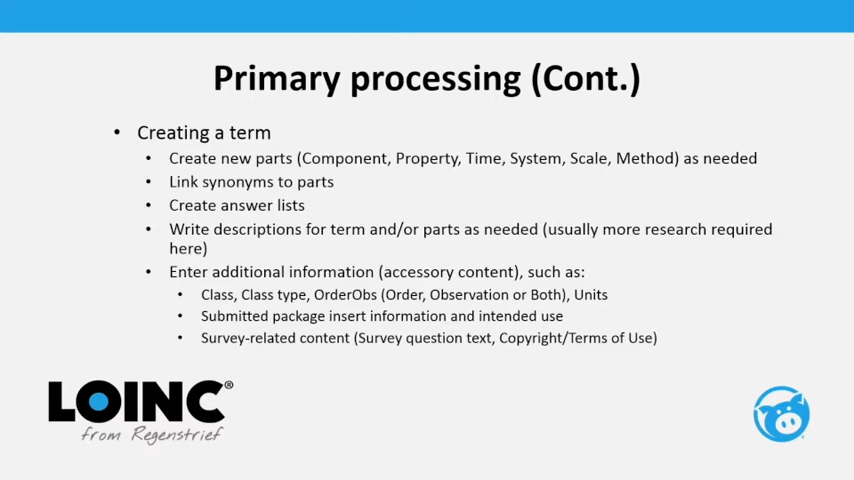 Primary processing (Cont.)
• Creating a term
• Create new parts (Component, Property, Time, System, Scale, Method) as needed
• Link synonyms to parts
• Create answer lists
• Write descriptions for term and/or parts as needed (usually more research required
here)
• Enter additional information (accessory content), such as:
• Class, Class type, OrderObs (Order, Observation or Both), Units
• Submitted package insert information and intended use
• Survey-related content (Survey question text, Copyright/Terms of Use)
LOINC®
from Regenstrief